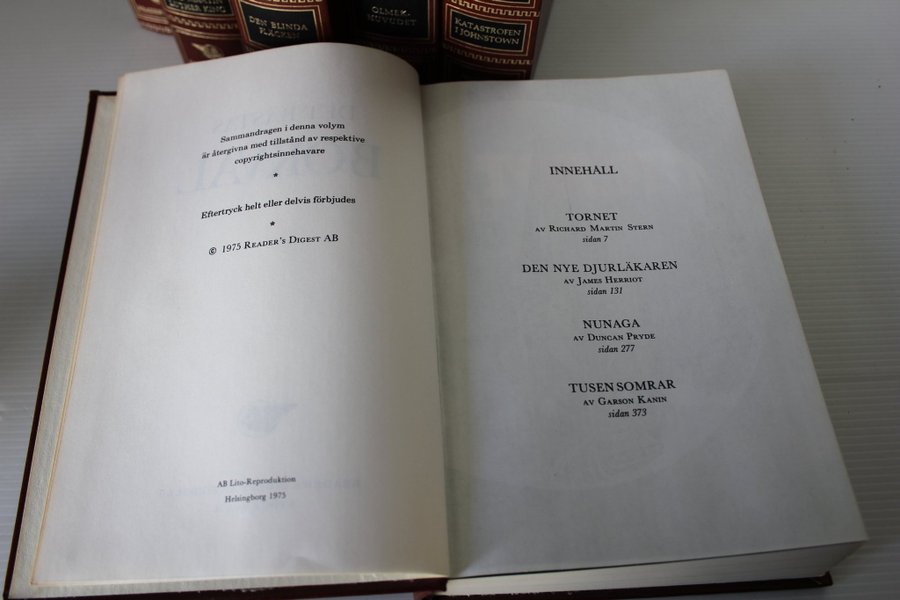 LUTHER KING
DEN BLINDA
FLÄCKEN
OLMEK-
HUVUDET
KATASTROFEN
I JOHNSTOWN
Sammandragen i denna volym
är återgivna med tillstånd av respektive
copyrightsinnehavare
*
Eftertryck helt eller delvis förbjudes
*
© 1975 READER'S DIGEST AB
AB Lito-Reproduktion
Helsingborg 1975
INNEHÅLL
TORNET
AV RICHARD MARTIN STERN
sidan 7
DEN NYE DJURLÄKAREN
AV JAMES HERRIOT
sidan 131
NUNAGA
AV DUNCAN PRYDE
sidan 277
TUSEN SOMRAR
AV GARSON KANIN
sidan 373